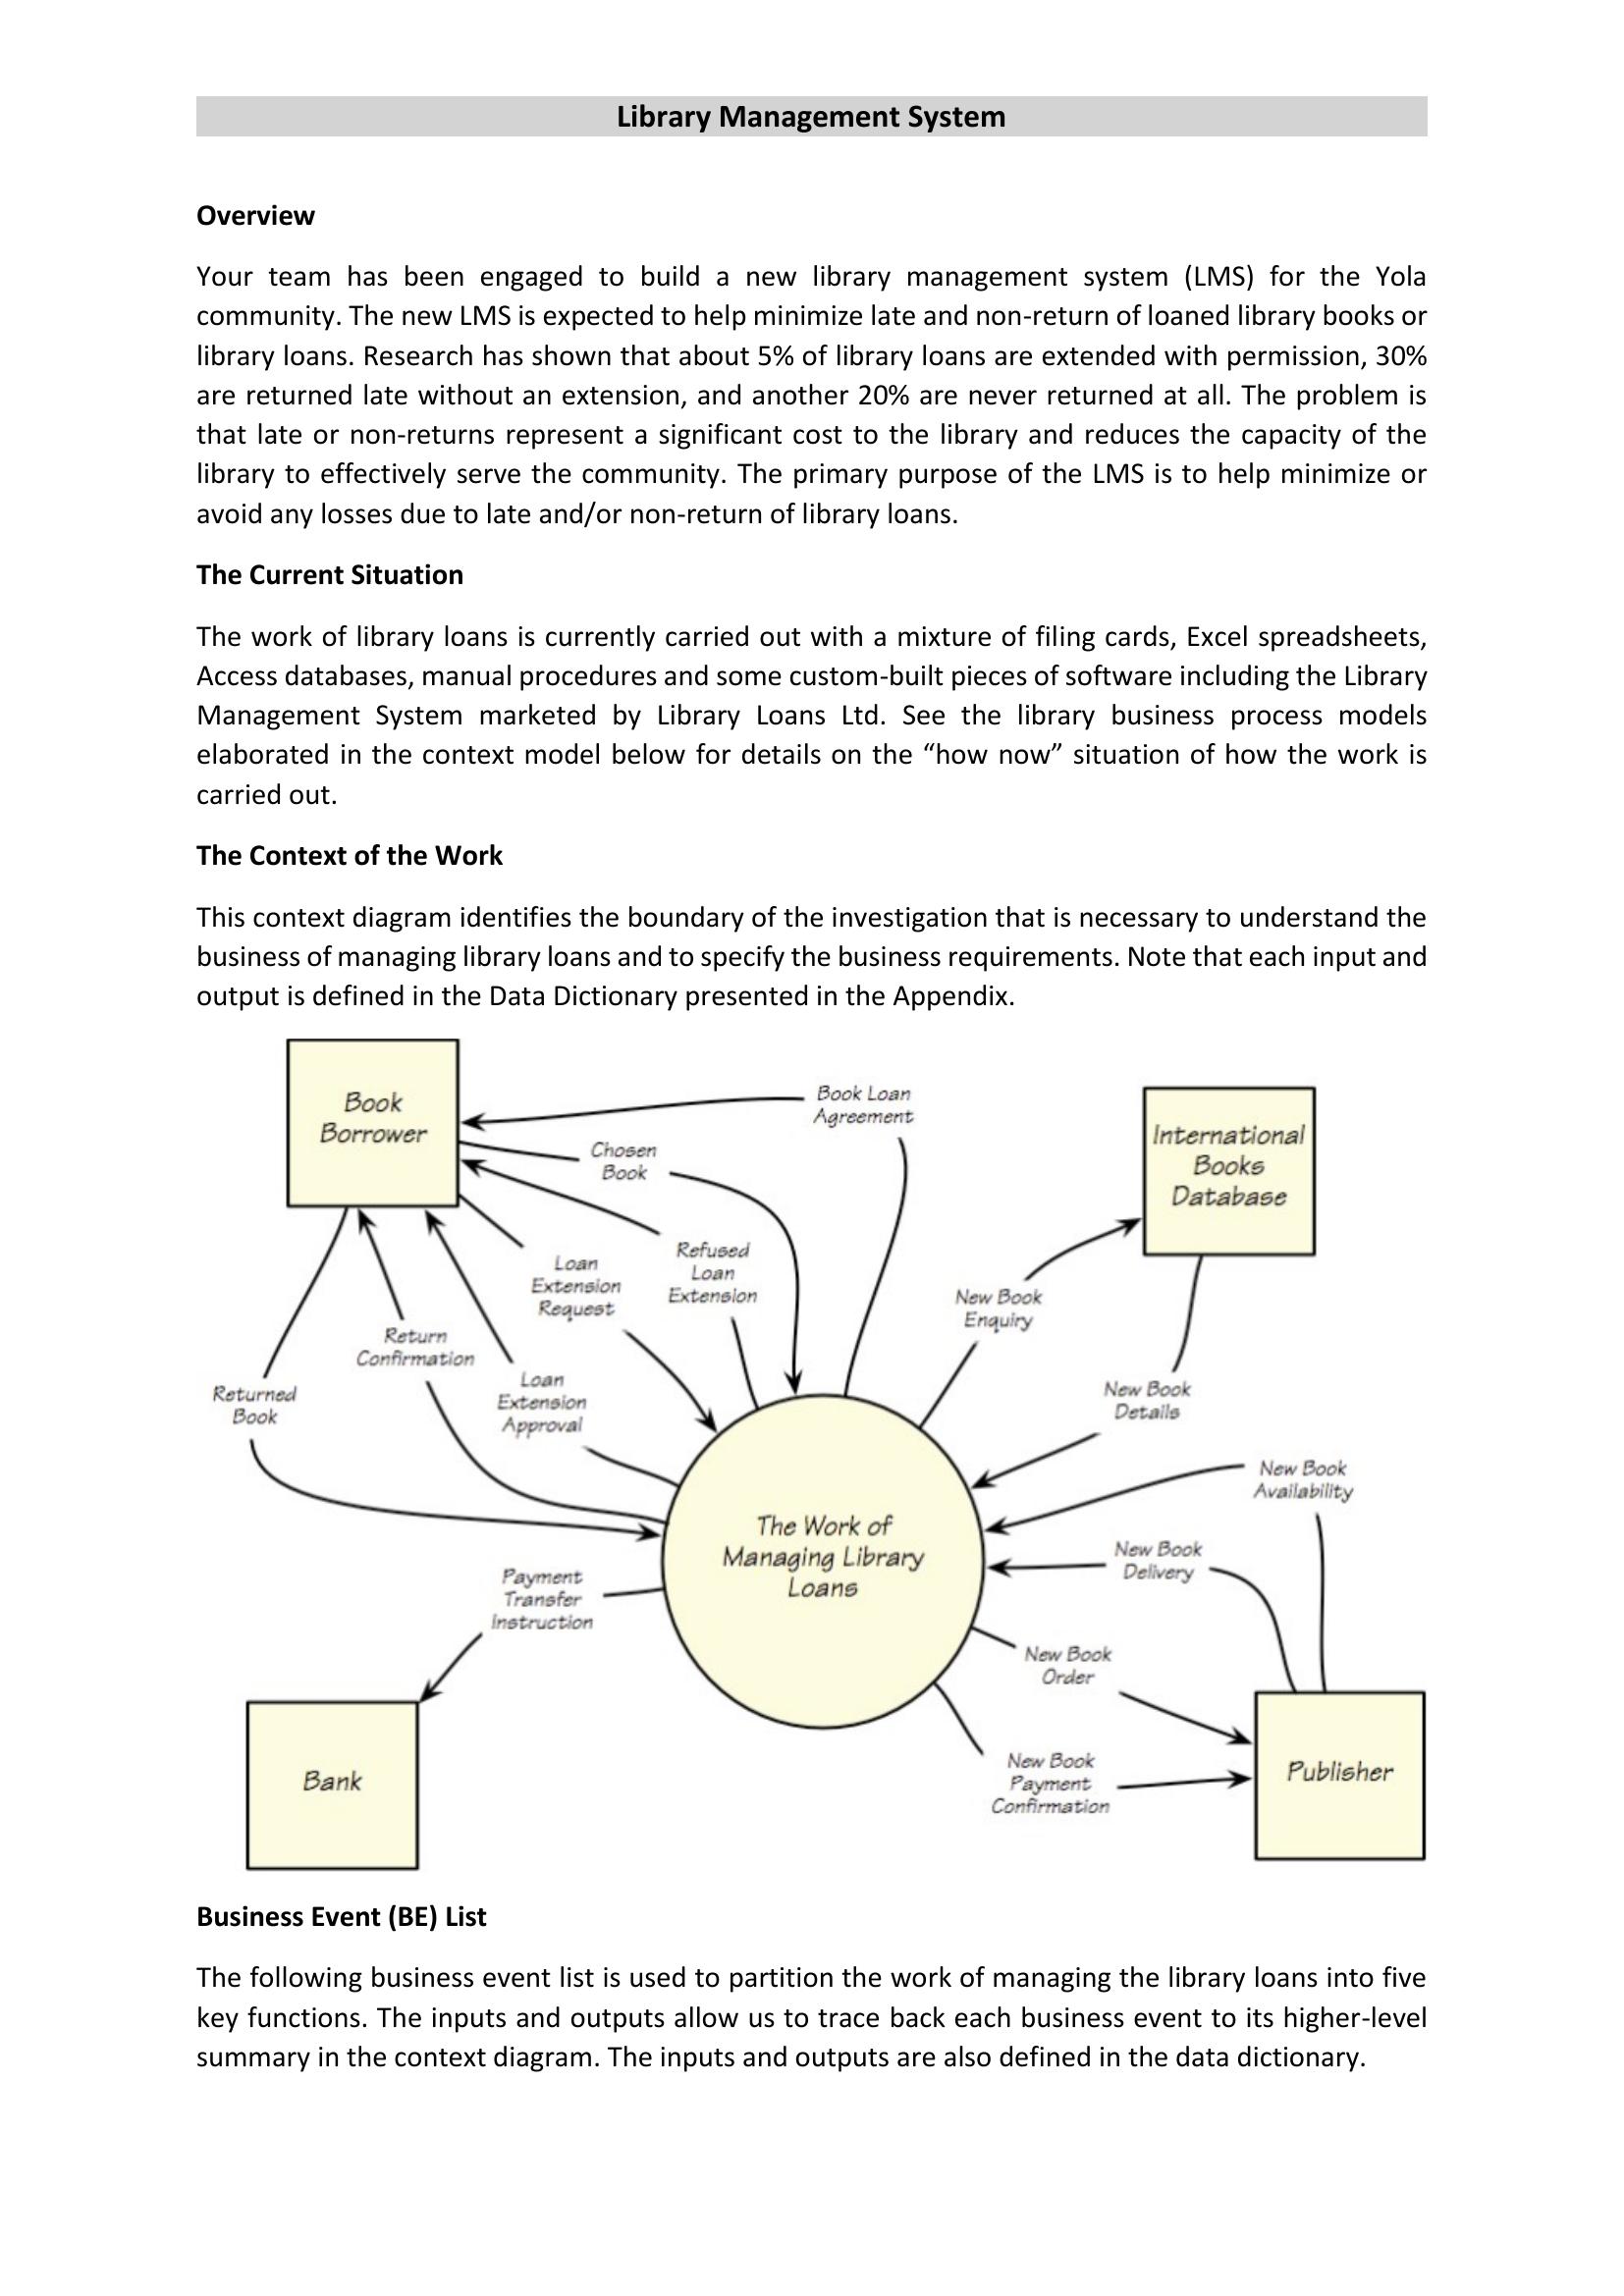 Library Management System
Overview
Your team has been engaged to build a new library management system (LMS) for the Yola
community. The new LMS is expected to help minimize late and non-return of loaned library books or
library loans. Research has shown that about 5% of library loans are extended with permission, 30%
are returned late without an extension, and another 20% are never returned at all. The problem is
that late or non-returns represent a significant cost to the library and reduces the capacity of the
library to effectively serve the community. The primary purpose of the LMS is to help minimize or
avoid any losses due to late and/or non-return of library loans.
The Current Situation
The work of library loans is currently carried out with a mixture of filing cards, Excel spreadsheets,
Access databases, manual procedures and some custom-built pieces of software including the Library
Management System marketed by Library Loans Ltd. See the library business process models
elaborated in the context model below for details on the “how now” situation of how the work is
carried out.
The Context of the Work
This context diagram identifies the boundary of the investigation that is necessary to understand the
business of managing library loans and to specify the business requirements. Note that each input and
output is defined in the Data Dictionary presented in the Appendix.
Book
Borrower
Book Loan
Agreement
Chosen
Book
International
Books
Database
Refused
Loan
Extension
Loan
Extension
Request
New Book
Enquiry
Return
Confirmation
Loan
Extension
Approval
Returned
Book
New Book
Details
New Book
Availability
The Work of
Managing Library
Loans
New Book
Delivery
Payment
Transfer
Instruction
New Book
Order
Bank
New Book
Payment
Confirmation
Publisher
Business Event (BE) List
The following business event list is used to partition the work of managing the library loans into five
key functions. The inputs and outputs allow us to trace back each business event to its higher-level
summary in the context diagram. The inputs and outputs are also defined in the data dictionary.